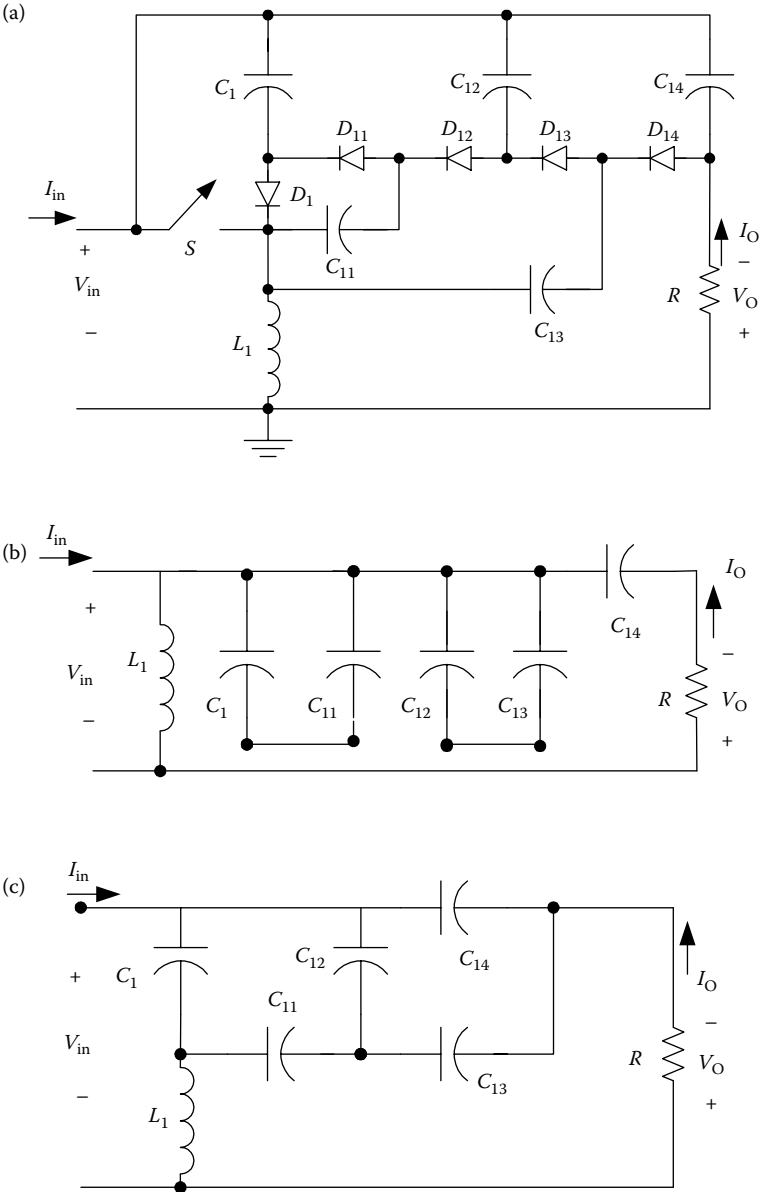 (a)
C1
C12
C14
D11
D12
D13
D14
Iin
D1
+
S
C11
IO
–
Vin
R
VO
C13
–
L1
+
(b)
Iin
IO
+
C14
–
L1
Vin
C1
C11
C12
C13
R
VO
–
+
(c)
Iin
C1
C12
C14
+
IO
C11
–
Vin
R
VO
C13
–
L1
+